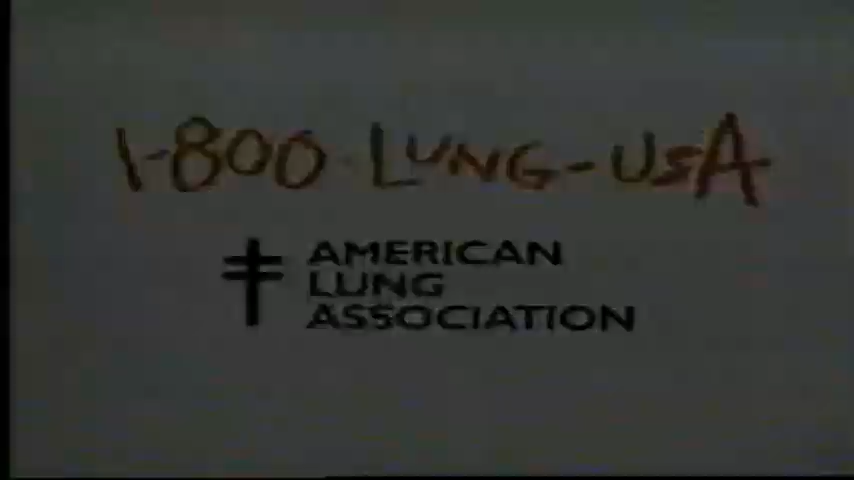 1-800-LUNG-USA
AMERICAN
LUNG
ASSOCIATION